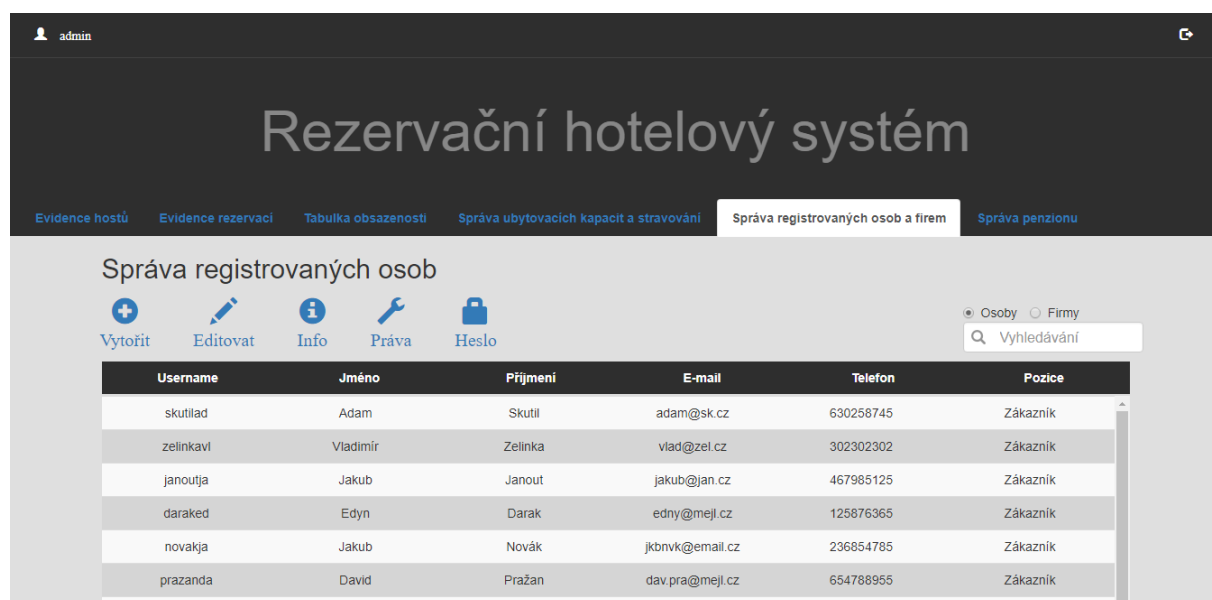 admin
Rezervační hotelový systém
Evidence hostů Evidence rezervací Tabulka obsazenosti Správa ubytovacích kapacit a stravování Správa registrovaných osob a firem Správa penzionu
Správa registrovaných osob
Vytořit Editovat Info Práva Heslo
Osoby Firmy
Vyhledávání
Username Jméno Příjmení E-mail Telefon Pozice
skutilad Adam Skutil adam@sk.cz 630258745 Zákazník
zelinkavl Vladimír Zelinka vlad@zel.cz 302302302 Zákazník
janoutja Jakub Janout jakub@jan.cz 467985125 Zákazník
daraked Edyn Darak edny@mejl.cz 125876365 Zákazník
novakja Jakub Novák jkbnvk@email.cz 236854785 Zákazník
prazanda David Pražan dav.pra@mejl.cz 654788955 Zákazník